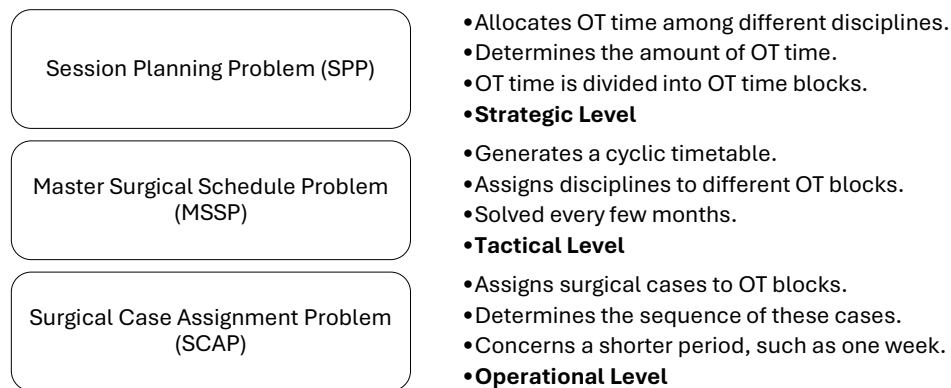 Session Planning Problem (SPP)
•Allocates OT time among different disciplines.
•Determines the amount of OT time.
•OT time is divided into OT time blocks.
•Strategic Level
Master Surgical Schedule Problem
(MSSP)
•Generates a cyclic timetable.
•Assigns disciplines to different OT blocks.
•Solved every few months.
•Tactical Level
Surgical Case Assignment Problem
(SCAP)
•Assigns surgical cases to OT blocks.
•Determines the sequence of these cases.
•Concerns a shorter period, such as one week.
•Operational Level